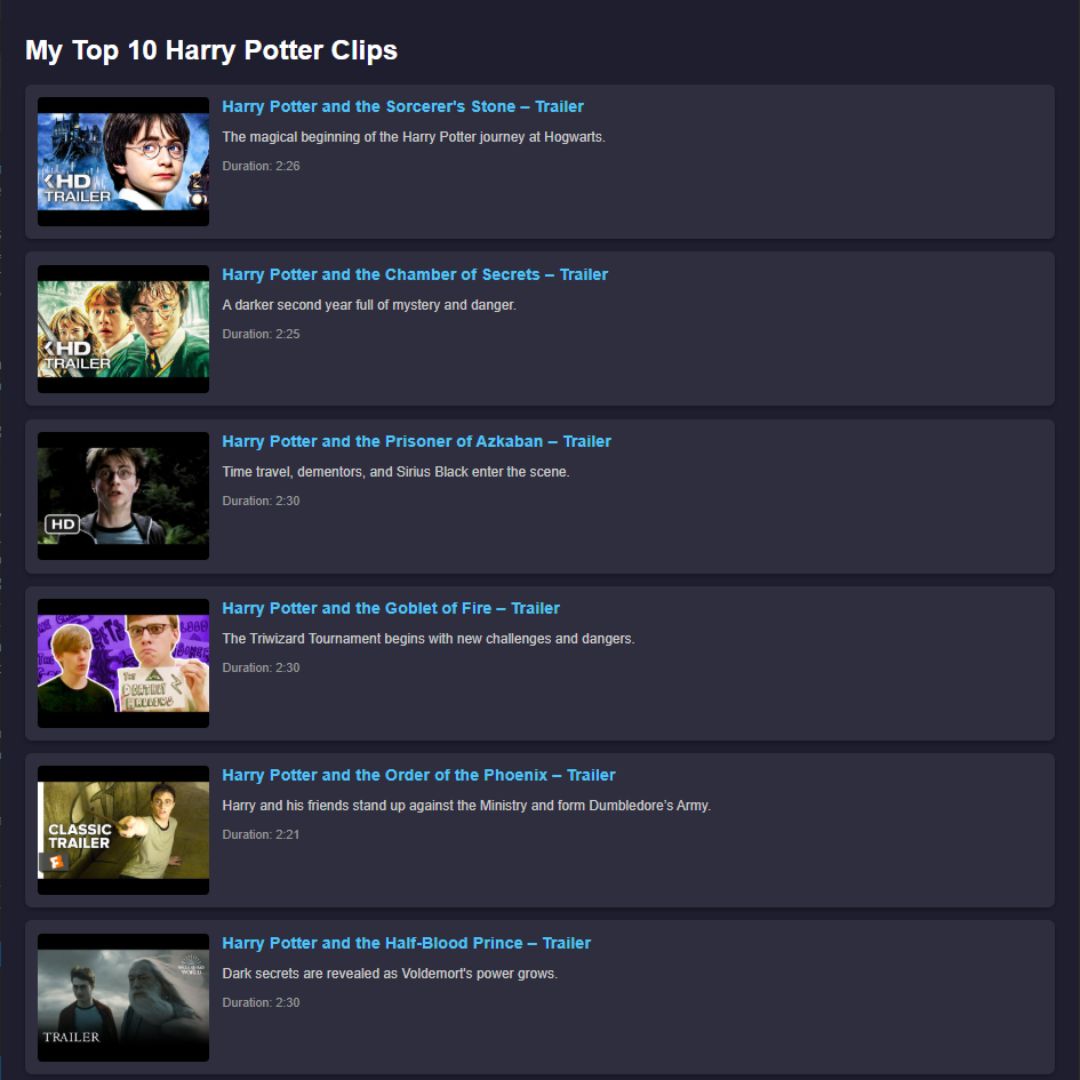 My Top 10 Harry Potter Clips
Harry Potter and the Sorcerer's Stone – Trailer
The magical beginning of the Harry Potter journey at Hogwarts.
Duration: 2:26
HD
TRAILER
Harry Potter and the Chamber of Secrets – Trailer
A darker second year full of mystery and danger.
Duration: 2:25
HD
TRAILER
Harry Potter and the Prisoner of Azkaban – Trailer
Time travel, dementors, and Sirius Black enter the scene.
Duration: 2:30
HD
Harry Potter and the Goblet of Fire – Trailer
The Triwizard Tournament begins with new challenges and dangers.
Duration: 2:30
THE
DEATHLY
HALLOWS
Harry Potter and the Order of the Phoenix – Trailer
Harry and his friends stand up against the Ministry and form Dumbledore’s Army.
Duration: 2:21
CLASSIC
TRAILER
Harry Potter and the Half-Blood Prince – Trailer
Dark secrets are revealed as Voldemort's power grows.
Duration: 2:30
TRAILER